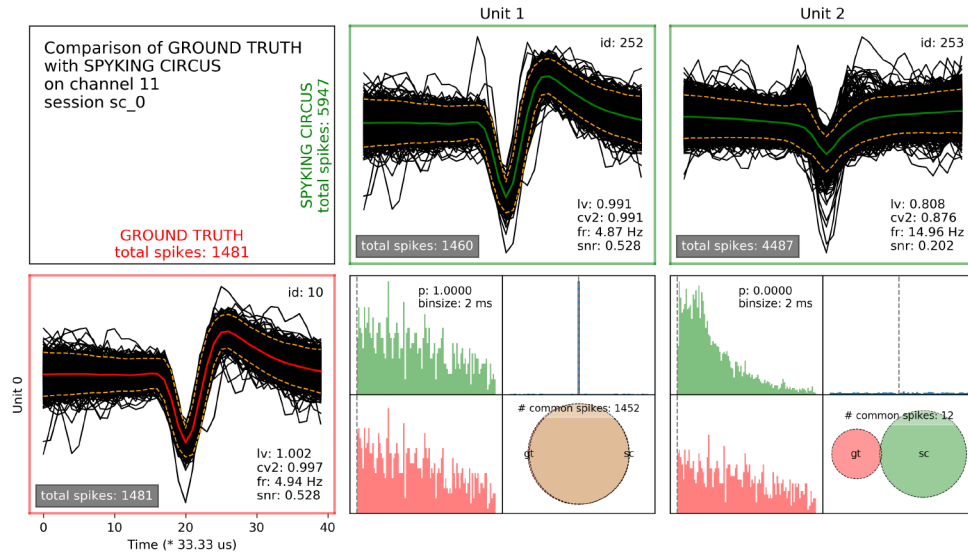 Unit 1
Unit 2
Comparison of GROUND TRUTH
with SPYKING CIRCUS
on channel 11
session sc_0
SPYKING CIRCUS
total spikes: 5947
GROUND TRUTH
total spikes: 1481
id: 252
lv: 0.991
cv2: 0.991
fr: 4.87 Hz
snr: 0.528
total spikes: 1460
id: 253
lv: 0.808
cv2: 0.876
fr: 14.96 Hz
snr: 0.202
total spikes: 4487
Unit 0
id: 10
lv: 1.002
cv2: 0.997
fr: 4.94 Hz
snr: 0.528
total spikes: 1481
0 10 20 30 40
Time (* 33.33 us)
p: 1.0000
binsize: 2 ms
# common spikes: 1452
gt sc
p: 0.0000
binsize: 2 ms
# common spikes: 12
gt sc